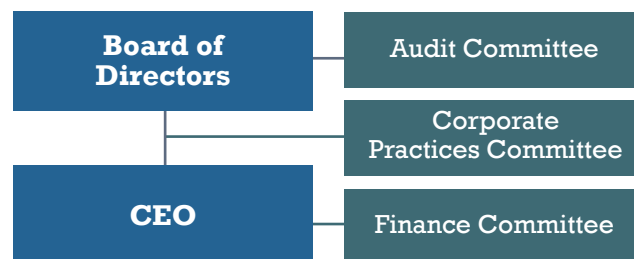 Board of
Directors
Audit Committee
Corporate
Practices Committee
CEO
Finance Committee